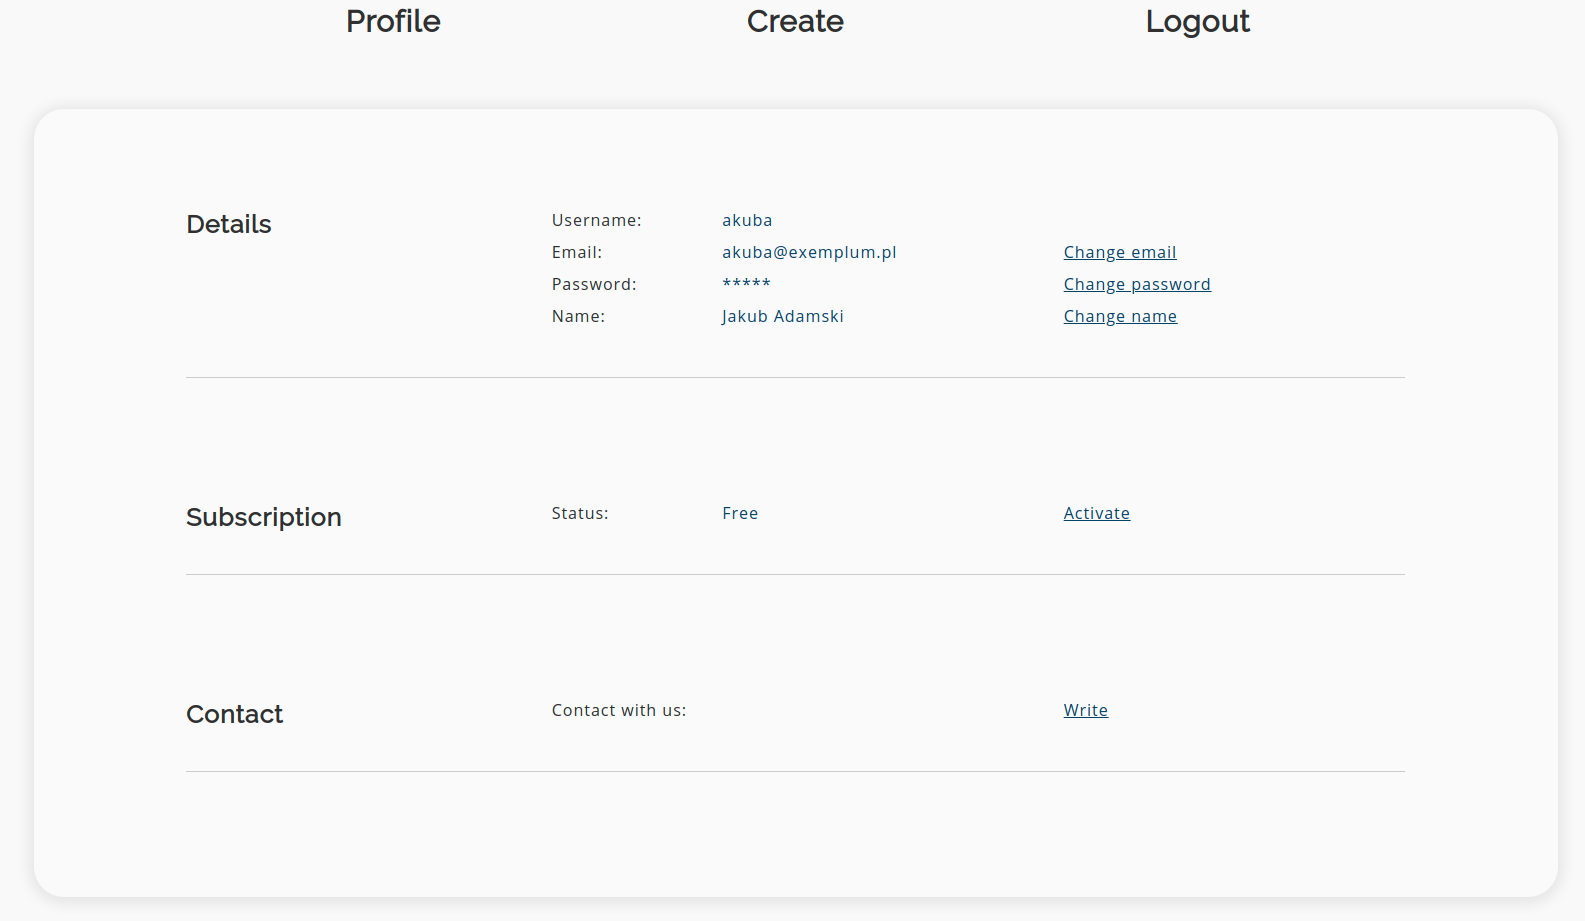 Profile Create Logout
Details
Username: akuba
Email: akuba@exemplum.pl Change email
Password: ***** Change password
Name: Jakub Adamski Change name
Subscription Status: Free Activate
Contact Contact with us: Write